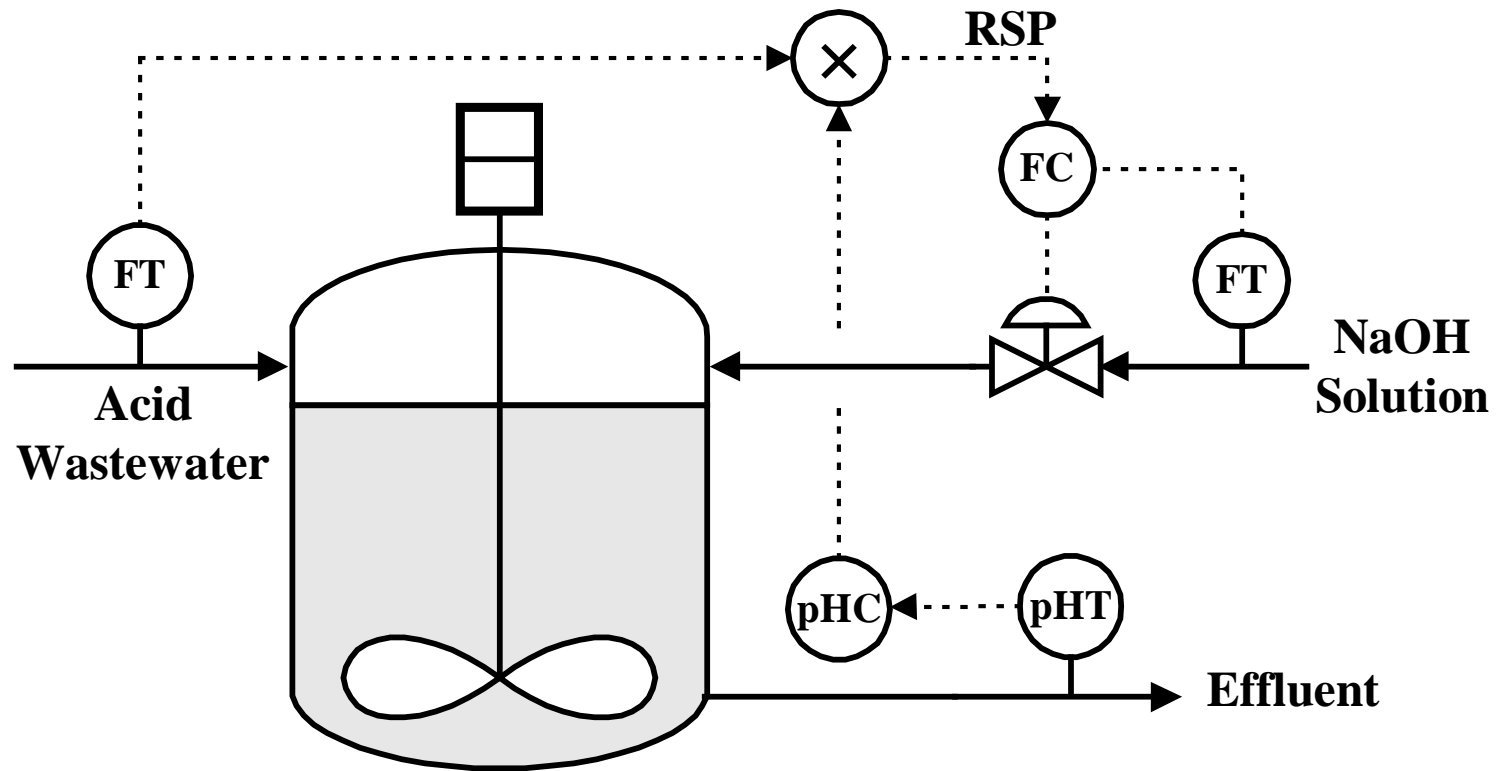 RSP
×
FC
FT
FT
NaOH
Solution
Acid
Wastewater
pHC
pHT
Effluent